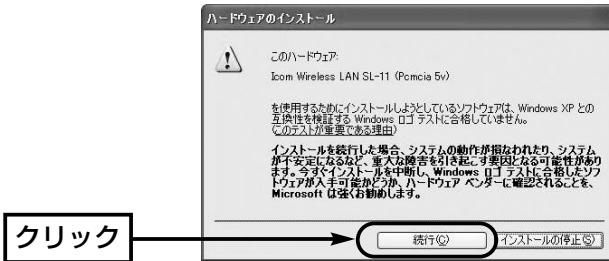 ハードウェアのインストール
このハードウェア:
Icom Wireless LAN SL-11 (Pcmcia 5v)
を使用するためにインストールしようとしているソフトウェアは、Windows XP との
互換性を検証する Windows ロゴ テストに合格していません。
(このテストが重要である理由)
インストールを続行した場合、システムの動作が損なわれたり、システム
が不安定になるなど、重大な障害を引き起こす要因となる可能性があり
ます。今すぐインストールを中断し、Windows ロゴ テストに合格したソフ
トウェアが入手可能かどうか、ハードウェア ベンダーに確認されることを、
Microsoft は強くお勧めします。
クリック
続行(C)
インストールの停止(S)